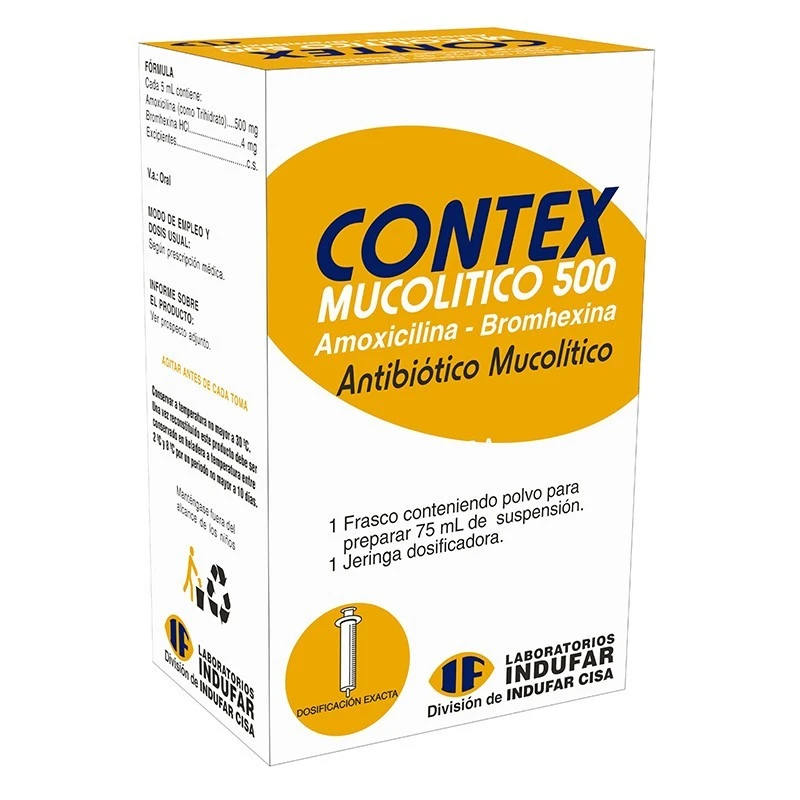 CONTEX
FÓRMULA
Cada 5 mL contiene:
Amoxicilina (como Trihidrato)....500 mg
Bromhexina HCl....................4 mg
Excipientes........................c.s.
V.a.: Oral
MODO DE EMPLEO Y
DOSIS USUAL:
Según prescripción médica.
INFORME SOBRE
EL PRODUCTO:
Ver prospecto adjunto.
AGITAR ANTES DE CADA TOMA
Conservar a temperatura no mayor a 30 ºC.
Una vez reconstituido este producto debe ser
conservado en heladera a temperatura entre
2 ºC y 8 ºC por un período no mayor a 10 días.
Manténgase fuera del
alcance de los niños
IF
LABORATORIOS
INDUFAR
División de INDUFAR CISA
CONTEX
MUCOLITICO 500
Amoxicilina - Bromhexina
Antibiótico Mucolítico
1 Frasco conteniendo polvo para
preparar 75 mL de suspensión.
1 Jeringa dosificadora.
DOSIFICACIÓN EXACTA
IF
LABORATORIOS
INDUFAR
División de INDUFAR CISA